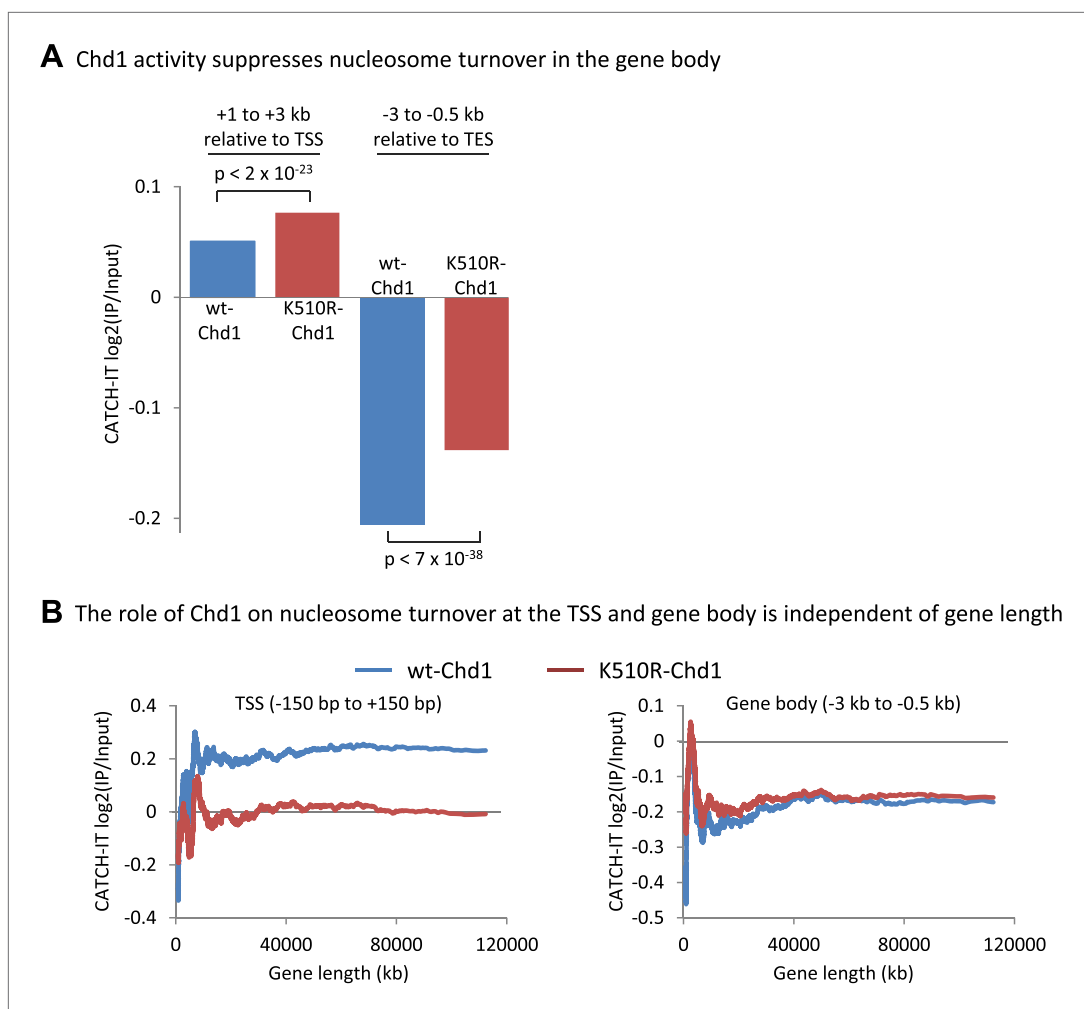 A Chd1 activity suppresses nucleosome turnover in the gene body
+1 to +3 kb
relative to TSS
-3 to -0.5 kb
relative to TES
p < 2 x 10-23
0.1
0
-0.1
-0.2
CATCH-IT log2(IP/Input)
wt-
Chd1
K510R-
Chd1
wt-
Chd1
K510R-
Chd1
p < 7 x 10-38
B The role of Chd1 on nucleosome turnover at the TSS and gene body is independent of gene length
wt-Chd1 K510R-Chd1
TSS (-150 bp to +150 bp)
CATCH-IT log2(IP/Input)
0.4
0.2
0
-0.2
-0.4
0 40000 80000 120000
Gene length (kb)
Gene body (-3 kb to -0.5 kb)
CATCH-IT log2(IP/Input)
0.1
0
-0.1
-0.2
-0.3
-0.4
-0.5
0 40000 80000 120000
Gene length (kb)